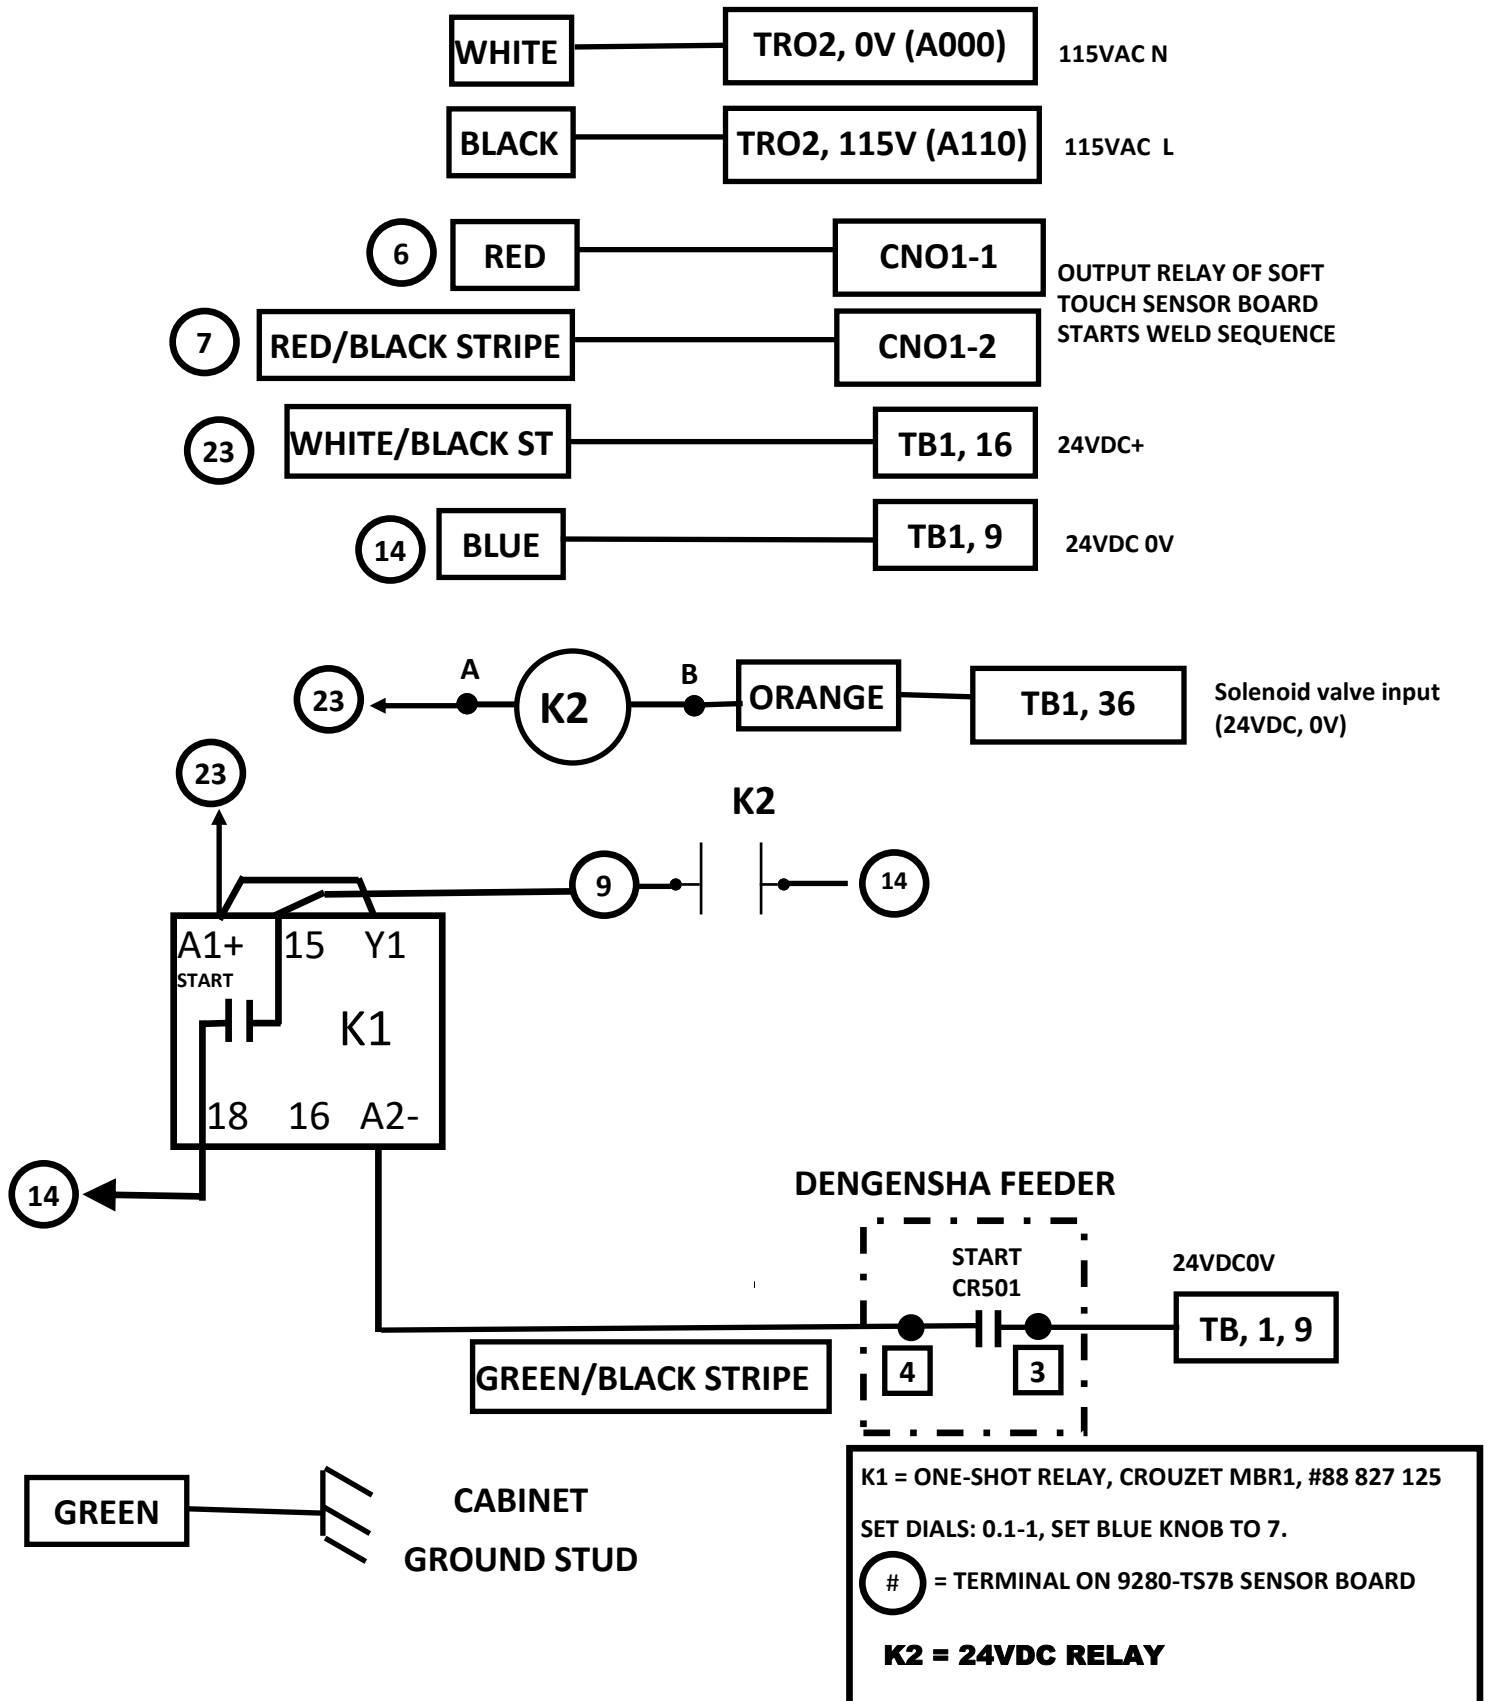 WHITE
TRO2, 0V (A000)
115VAC N
BLACK
TRO2, 115V (A110)
115VAC L
6
RED
CNO1-1
OUTPUT RELAY OF SOFT
TOUCH SENSOR BOARD
STARTS WELD SEQUENCE
7
RED/BLACK STRIPE
CNO1-2
23
WHITE/BLACK ST
TB1, 16
24VDC+
14
BLUE
TB1, 9
24VDC 0V
23
A
K2
B
ORANGE
TB1, 36
Solenoid valve input
(24VDC, 0V)
23
K2
9
14
A1+
15
Y1
START
K1
18
16
A2-
14
DENGENSHA FEEDER
START
CR501
24VDC0V
TB, 1, 9
4
3
GREEN/BLACK STRIPE
GREEN
CABINET
GROUND STUD
K1 = ONE-SHOT RELAY, CROUZET MBR1, #88 827 125
SET DIALS: 0.1-1, SET BLUE KNOB TO 7.
# = TERMINAL ON 9280-TS7B SENSOR BOARD
K2 = 24VDC RELAY